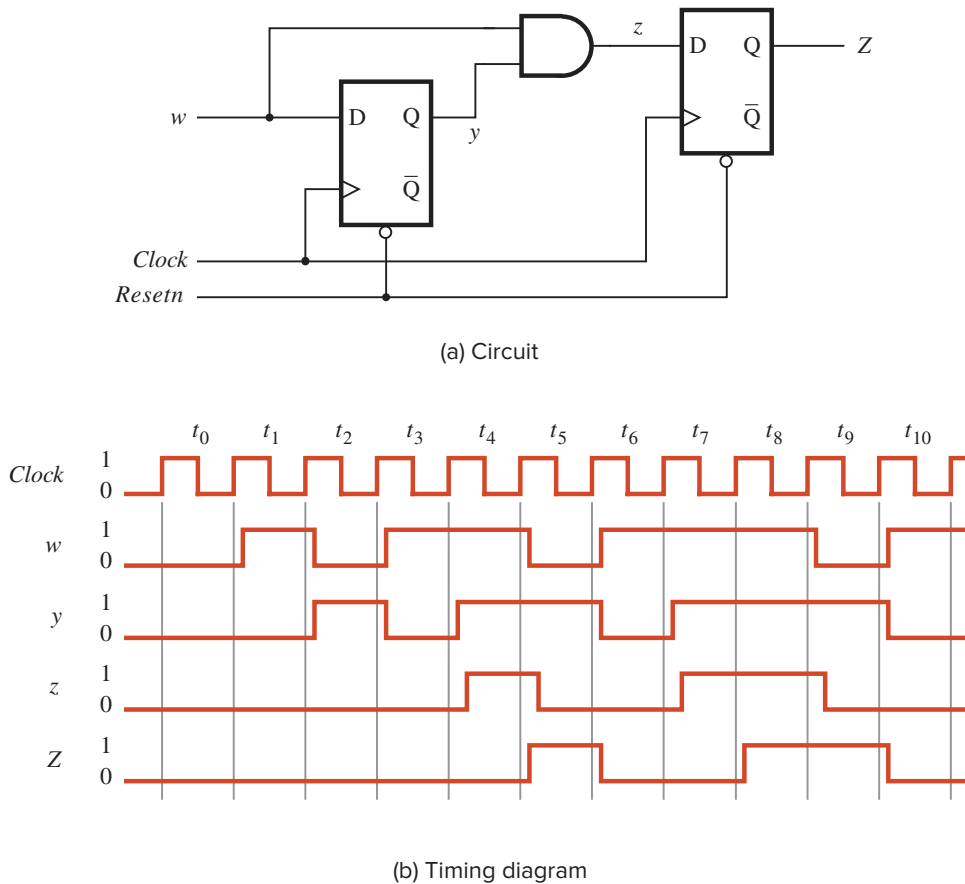 z
D Q Z
w D Q
y Q̅
Q̅
Clock
Resetn
(a) Circuit
t0 t1 t2 t3 t4 t5 t6 t7 t8 t9 t10
Clock 1
0
w 1
0
y 1
0
z 1
0
Z 1
0
(b) Timing diagram